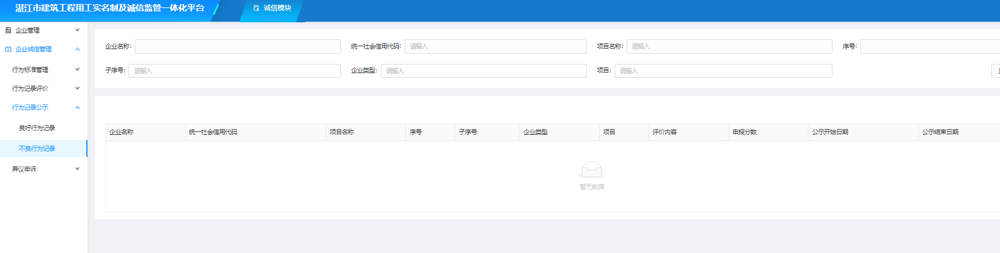 湛江市建筑工程用工实名制及诚信监管一体化平台
诚信模块
企业管理
企业诚信管理
行为标准管理
行为记录评价
行为记录公示
良好行为记录
不良行为记录
异议申诉
企业名称:
统一社会信用代码: 请输入
项目名称: 请输入
序号:
子序号: 请输入
企业类型: 请输入
项目: 请输入
企业名称 统一社会信用代码 项目名称 序号 子序号 企业类型 项目 评价内容 申报分数 公示开始日期 公示结束日期
暂无数据